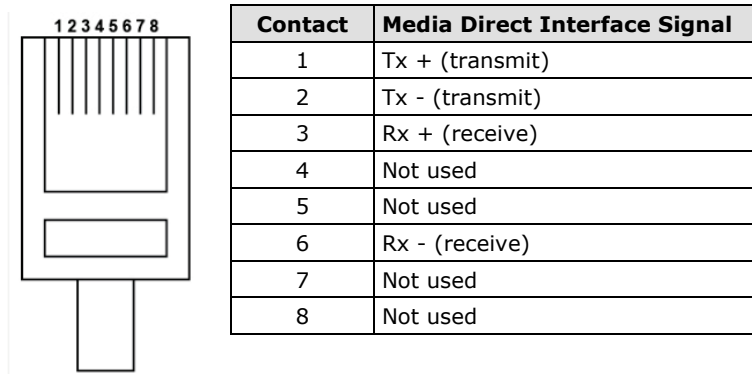 12345678
Contact Media Direct Interface Signal
1 Tx + (transmit)
2 Tx - (transmit)
3 Rx + (receive)
4 Not used
5 Not used
6 Rx - (receive)
7 Not used
8 Not used